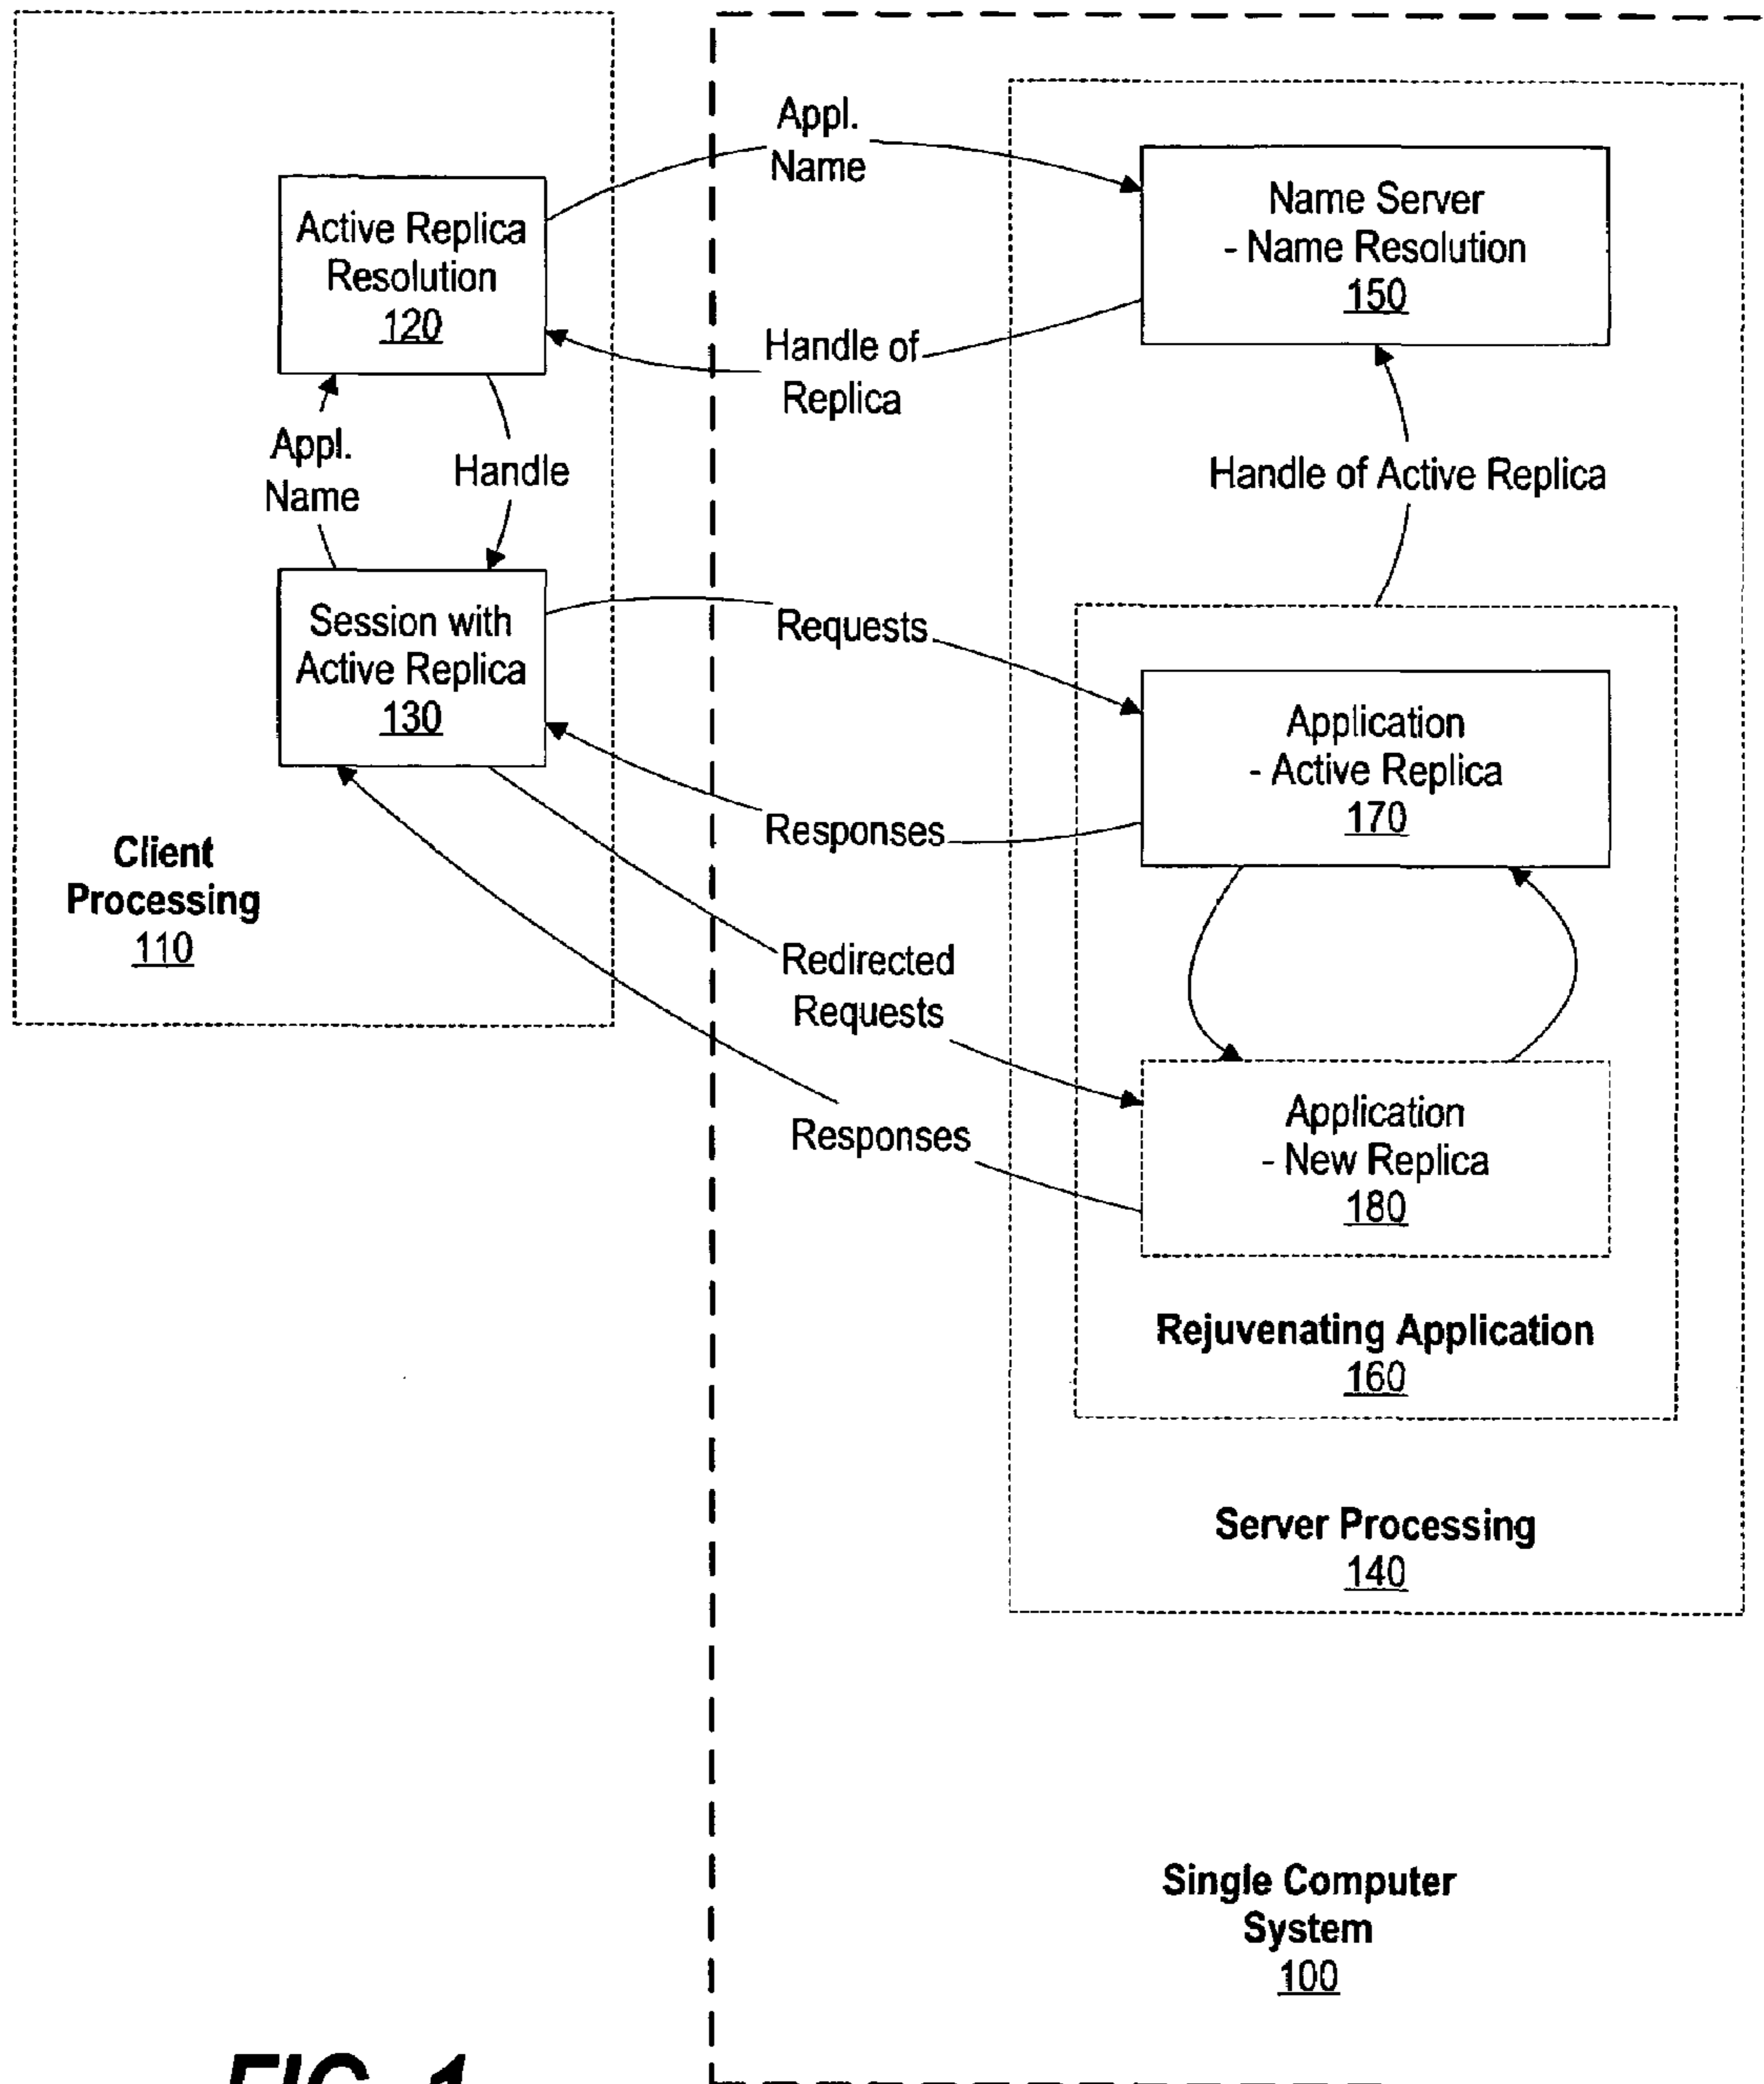 Appl.
Name
Active Replica
Resolution
120
Name Server
- Name Resolution
150
Handle of
Replica
Appl.
Name
Handle
Handle of Active Replica
Session with
Active Replica
130
Requests
Application
- Active Replica
170
Responses
Client
Processing
110
Redirected
Requests
Application
- New Replica
180
Responses
Rejuvenating Application
160
Server Processing
140
Single Computer
System
100
FIG. 1